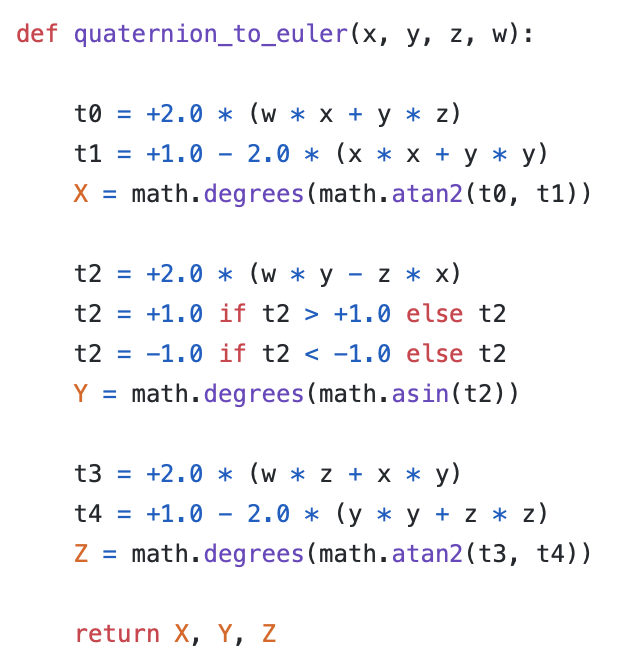 def quaternion_to_euler(x, y, z, w):
t0 = +2.0 * (w * x + y * z)
t1 = +1.0 - 2.0 * (x * x + y * y)
X = math.degrees(math.atan2(t0, t1))
t2 = +2.0 * (w * y - z * x)
t2 = +1.0 if t2 > +1.0 else t2
t2 = -1.0 if t2 < -1.0 else t2
Y = math.degrees(math.asin(t2))
t3 = +2.0 * (w * z + x * y)
t4 = +1.0 - 2.0 * (y * y + z * z)
Z = math.degrees(math.atan2(t3, t4))
return X, Y, Z